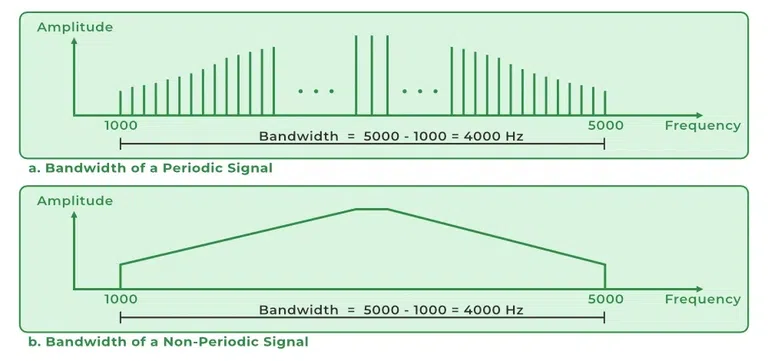 Amplitude
. . . . . .
1000 5000 Frequency
Bandwidth = 5000 - 1000 = 4000 Hz
a. Bandwidth of a Periodic Signal
Amplitude
1000 5000 Frequency
Bandwidth = 5000 - 1000 = 4000 Hz
b. Bandwidth of a Non-Periodic Signal